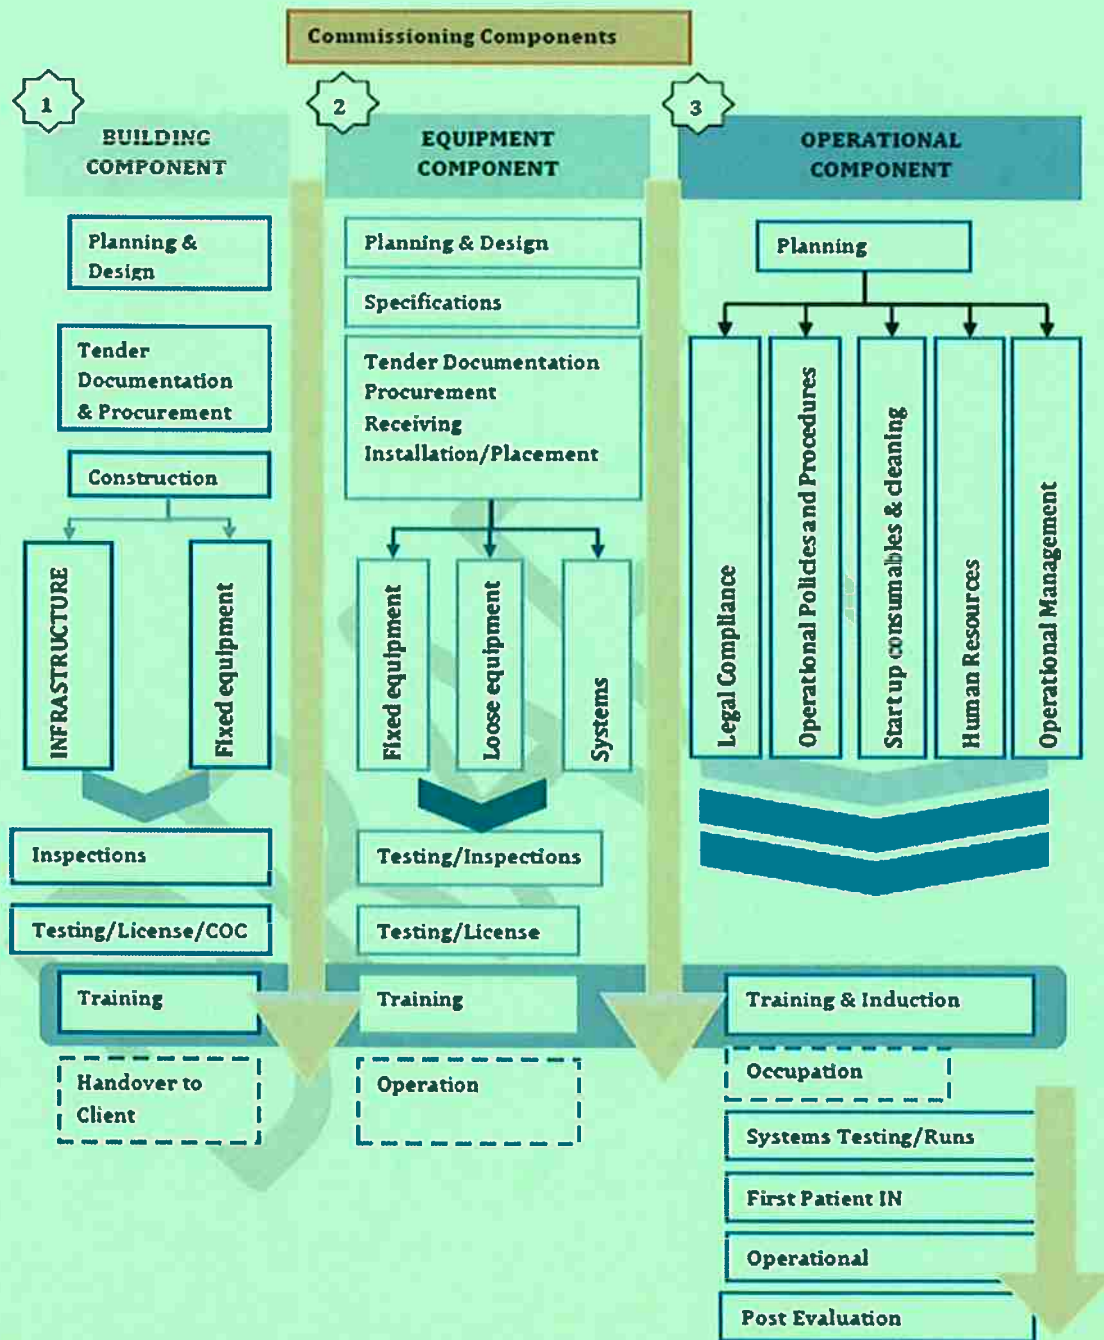 Commissioning Components
1
BUILDING
COMPONENT
Planning &
Design
Tender
Documentation
& Procurement
Construction
INFRASTRUCTURE
Fixed equipment
Inspections
Testing/License/COC
Training
Handover to
Client
2
EQUIPMENT
COMPONENT
Planning & Design
Specifications
Tender Documentation
Procurement
Receiving
Installation/Placement
Fixed equipment
Loose equipment
Systems
Testing/Inspections
Testing/License
Training
Operation
3
OPERATIONAL
COMPONENT
Planning
Legal Compliance
Operational Policies and Procedures
Start up consumables & cleaning
Human Resources
Operational Management
Training & Induction
Occupation
Systems Testing/Runs
First Patient IN
Operational
Post Evaluation